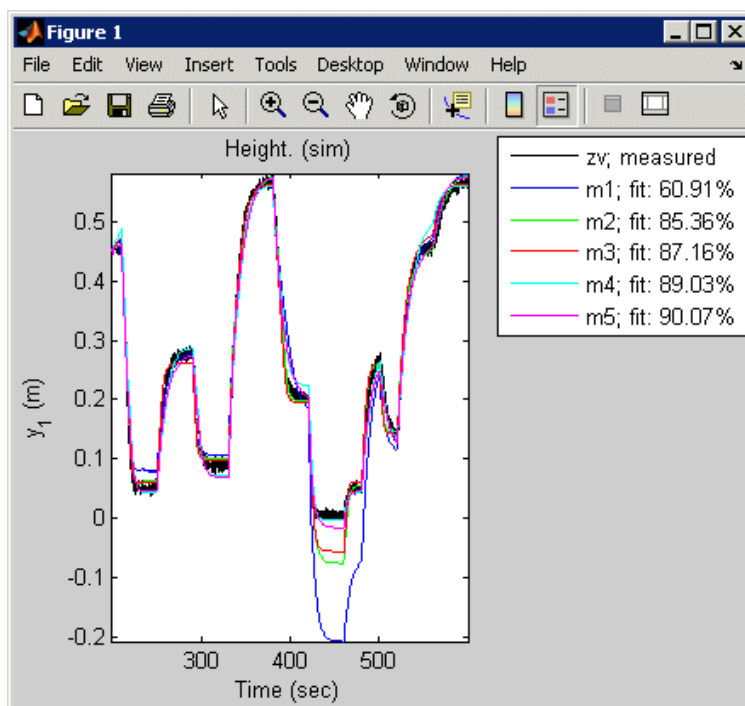 Figure 1
File Edit View Insert Tools Desktop Window Help
Height. (sim)
zv; measured
m1; fit: 60.91%
m2; fit: 85.36%
m3; fit: 87.16%
m4; fit: 89.03%
m5; fit: 90.07%
y1 (m)
0.5
0.4
0.3
0.2
0.1
0
-0.1
-0.2
300 400 500
Time (sec)